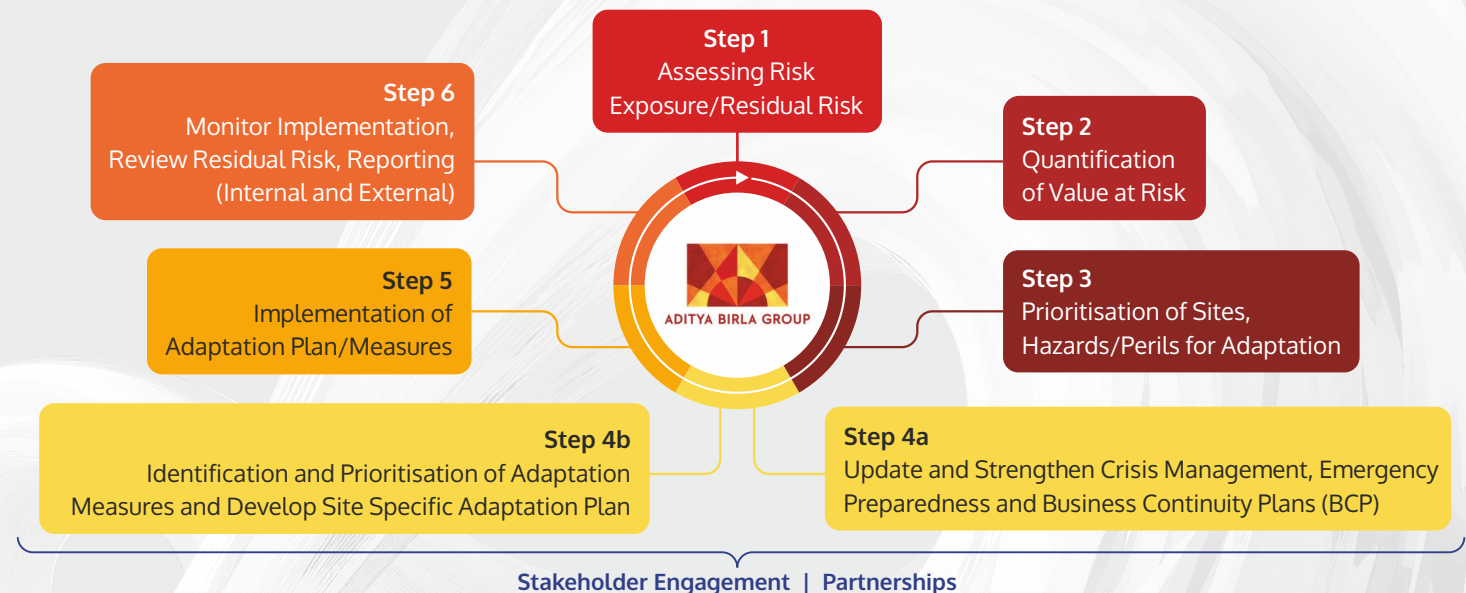 Step 1
Assessing Risk
Exposure/Residual Risk
Step 2
Quantification
of Value at Risk
Step 3
Prioritisation of Sites,
Hazards/Perils for Adaptation
Step 4a
Update and Strengthen Crisis Management, Emergency
Preparedness and Business Continuity Plans (BCP)
Step 4b
Identification and Prioritisation of Adaptation
Measures and Develop Site Specific Adaptation Plan
Step 5
Implementation of
Adaptation Plan/Measures
Step 6
Monitor Implementation,
Review Residual Risk, Reporting
(Internal and External)
ADITYA BIRLA GROUP
Stakeholder Engagement | Partnerships